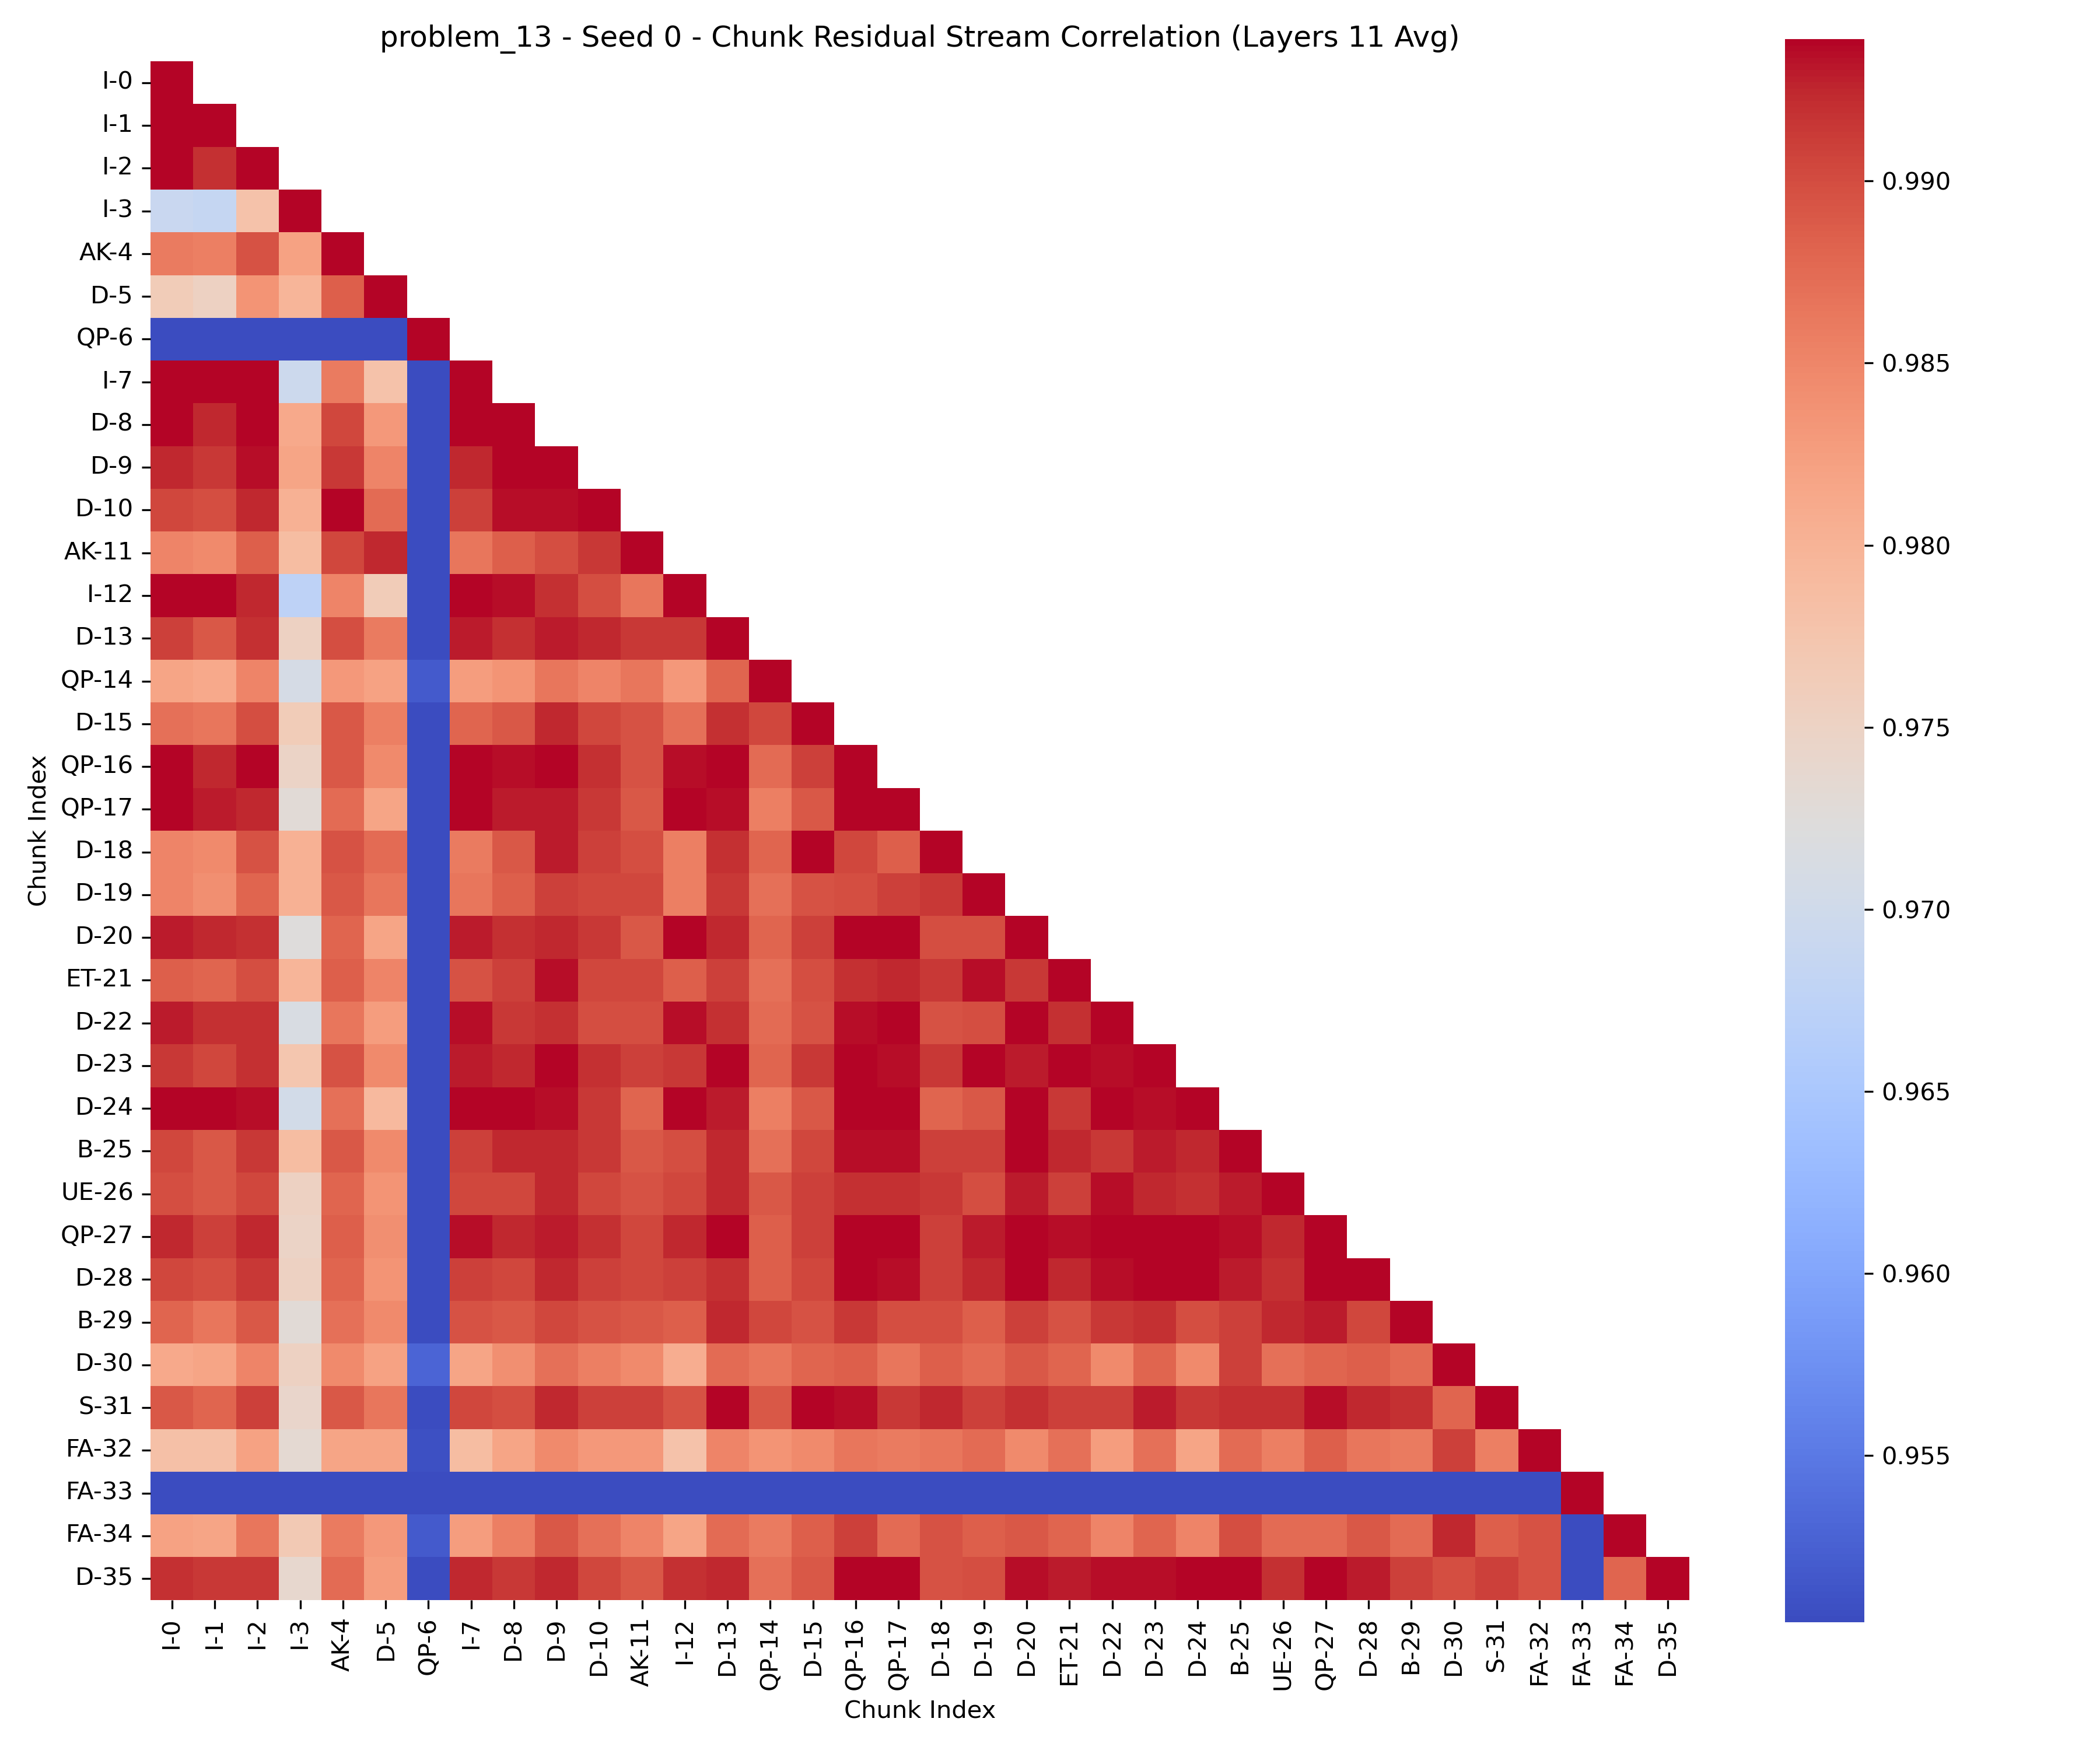 problem_13 - Seed 0 - Chunk Residual Stream Correlation (Layers 11 Avg)
I-0
I-1
I-2
I-3
AK-4
D-5
QP-6
I-7
D-8
D-9
D-10
AK-11
I-12
D-13
QP-14
D-15
QP-16
QP-17
D-18
D-19
D-20
ET-21
D-22
D-23
D-24
B-25
UE-26
QP-27
D-28
B-29
D-30
S-31
FA-32
FA-33
FA-34
D-35
Chunk Index
I-0 I-1 I-2 I-3 AK-4 D-5 QP-6 I-7 D-8 D-9 D-10 AK-11 I-12 D-13 QP-14 D-15 QP-16 QP-17 D-18 D-19 D-20 ET-21 D-22 D-23 D-24 B-25 UE-26 QP-27 D-28 B-29 D-30 S-31 FA-32 FA-33 FA-34 D-35
Chunk Index
0.990
0.985
0.980
0.975
0.970
0.965
0.960
0.955